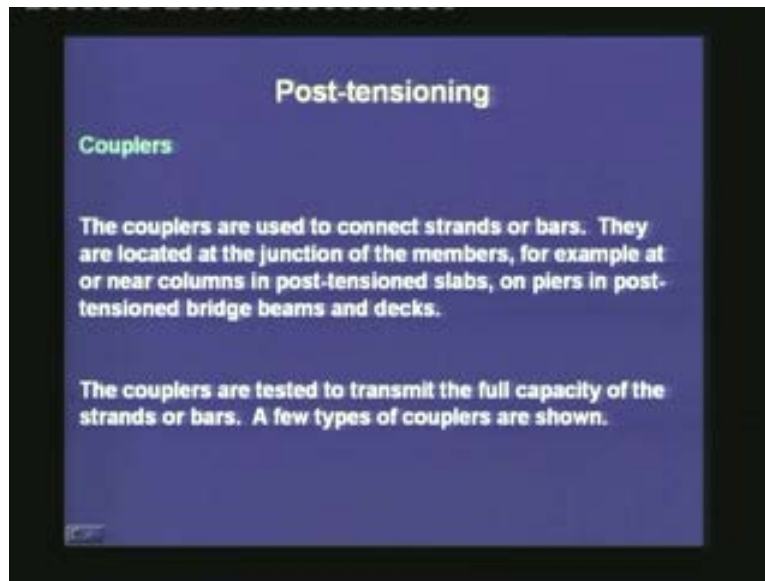 Post-tensioning
Couplers
The couplers are used to connect strands or bars. They
are located at the junction of the members, for example at
or near columns in post-tensioned slabs, on piers in post-
tensioned bridge beams and decks.
The couplers are tested to transmit the full capacity of the
strands or bars. A few types of couplers are shown.